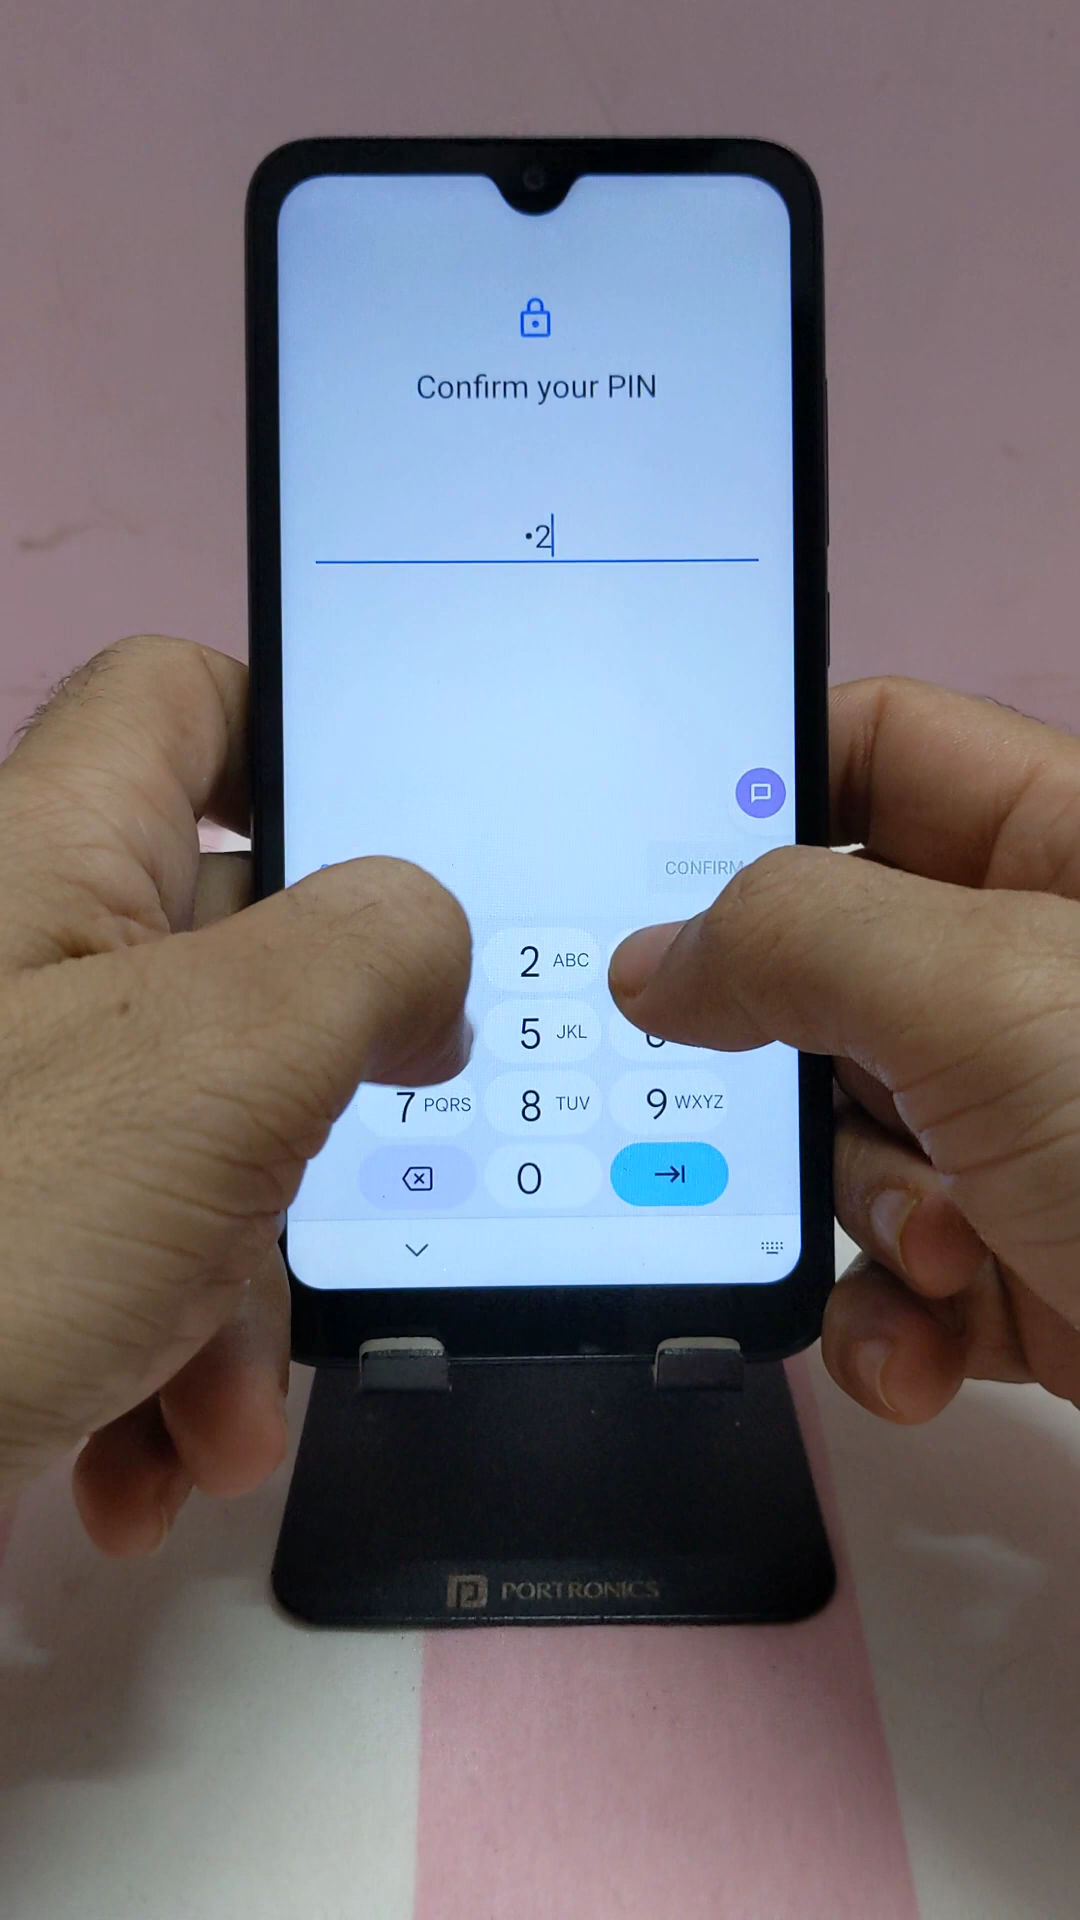 Confirm your PIN
•2
CONFIRM
2 ABC
5 JKL
7 PQRS 8 TUV 9 WXYZ
0
PORTRONICS